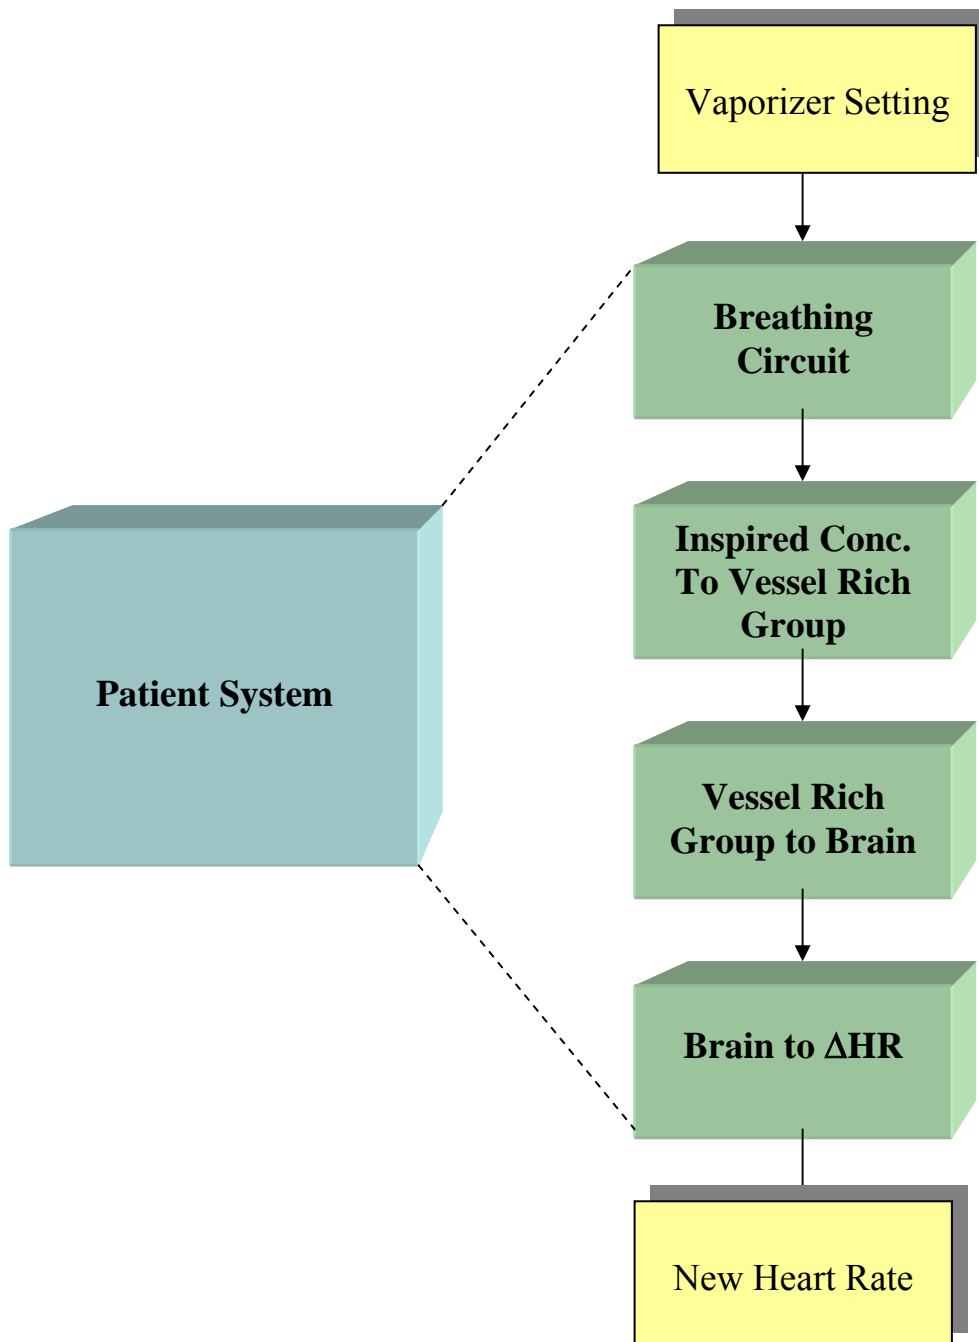 Vaporizer Setting
Breathing
Circuit
Inspired Conc.
To Vessel Rich
Group
Patient System
Vessel Rich
Group to Brain
Brain to ΔHR
New Heart Rate